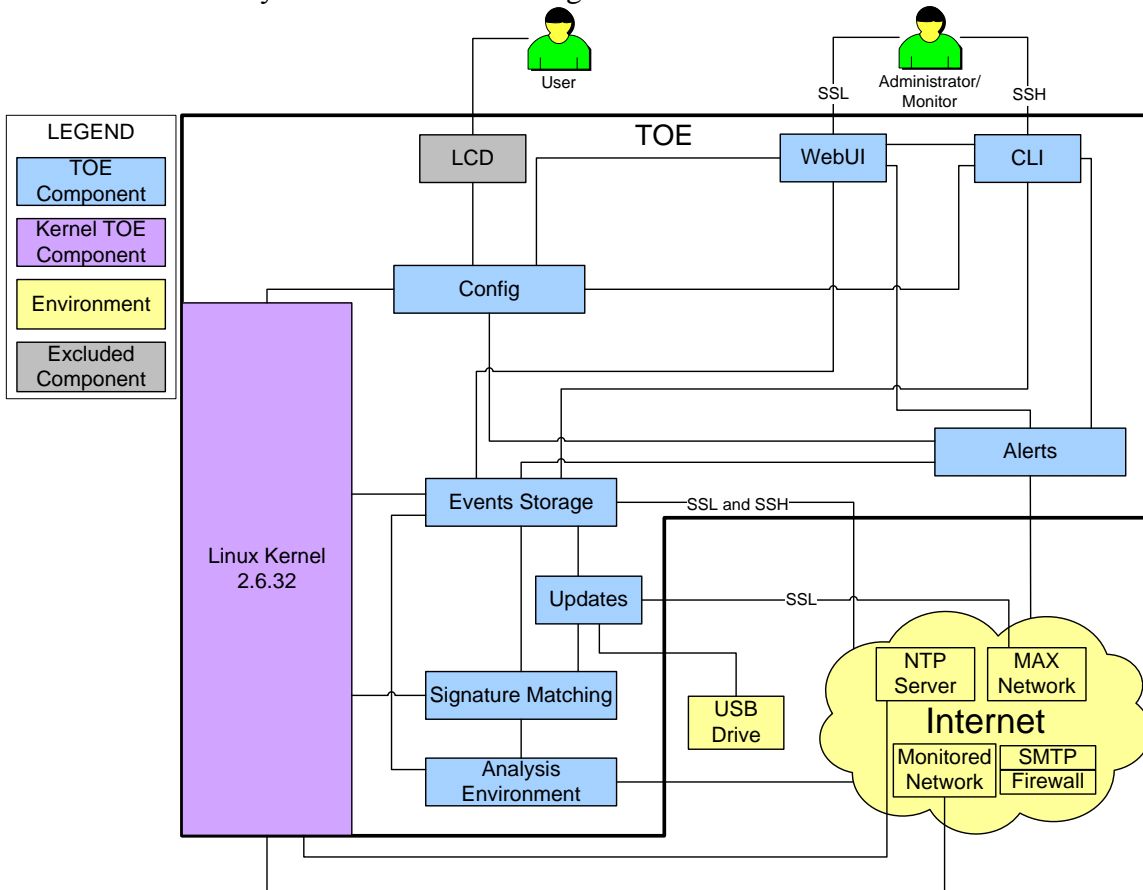 User
Administrator/
Monitor
SSL
SSH
LEGEND
TOE
Component
Kernel TOE
Component
Environment
Excluded
Component
TOE
LCD
WebUI
CLI
Config
Alerts
Events Storage
SSL and SSH
Linux Kernel
2.6.32
Updates
SSL
Signature Matching
USB
Drive
Analysis
Environment
NTP
Server
MAX
Network
Internet
Monitored
Network
SMTP
Firewall